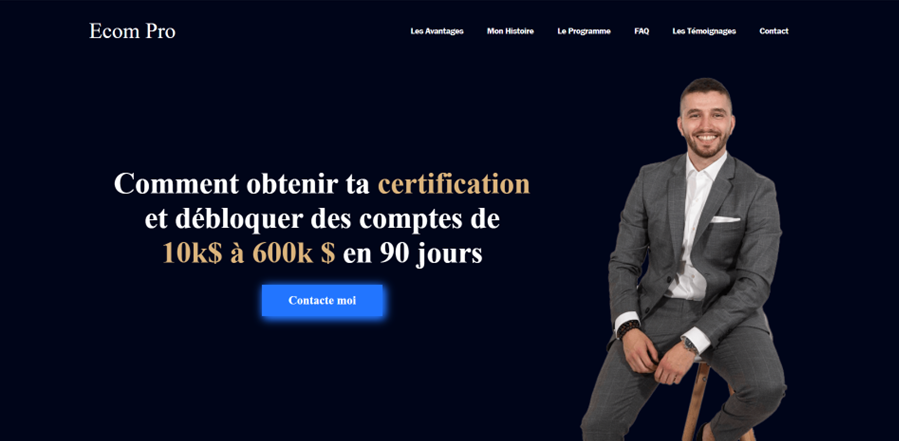 Ecom Pro
Les Avantages Mon Histoire Le Programme FAQ Les Témoignages Contact
Comment obtenir ta certification
et débloquer des comptes de
10k$ à 600k $ en 90 jours
Contacte moi